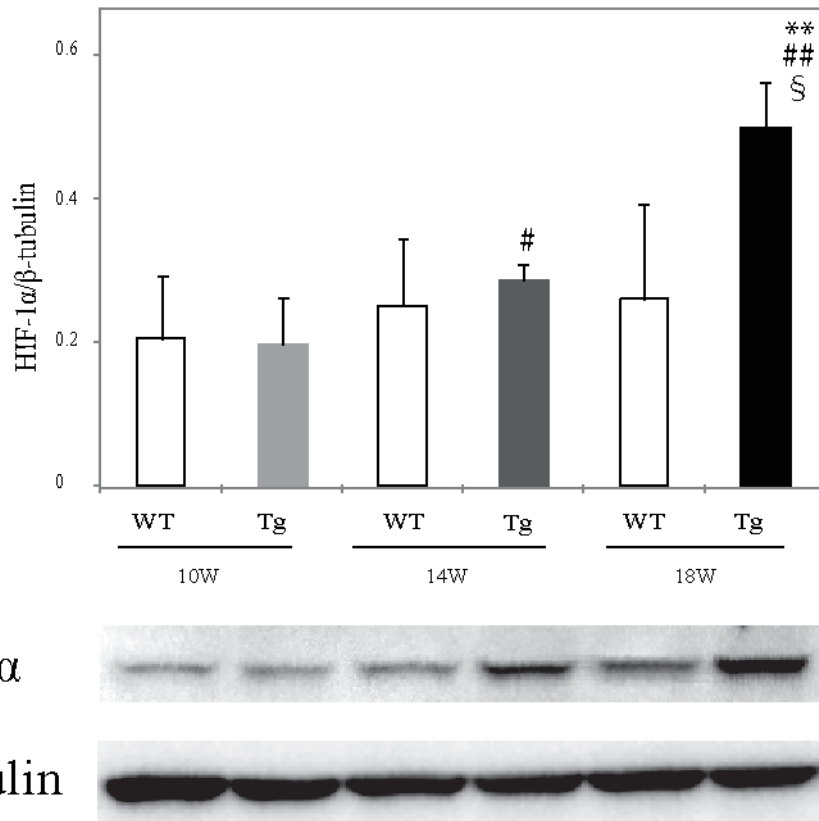 **
##
§
0.6
0.4
#
HIF-1α/β-tubulin
0.2
0
WT Tg WT Tg WT Tg
10W 14W 18W
α
ulin